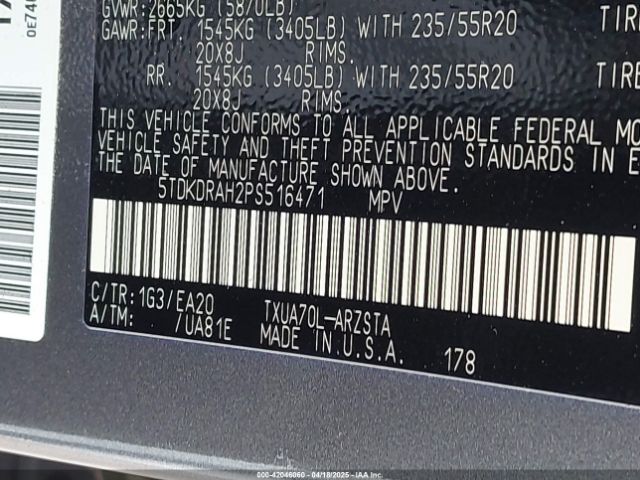 GVWR: 2665KG (5870LB)
GAWR: FRT. 1545KG (3405LB) WITH 235/55R20 TIRE
20X8J RIMS.
RR. 1545KG (3405LB) WITH 235/55R20 TIRE
20X8J RIMS.
THIS VEHICLE CONFORMS TO ALL APPLICABLE FEDERAL MO
VEHICLE SAFETY AND THEFT PREVENTION STANDARDS IN E
THE DATE OF MANUFACTURE SHOWN ABOVE.
5TDKDRAH2PS516471 MPV
C/TR: 1G3/EA20 TXUA70L-ARZSTA
A/TM: /UA81E MADE IN U.S.A. 178
000-42046060 - 04/18/2025 - IAA Inc.